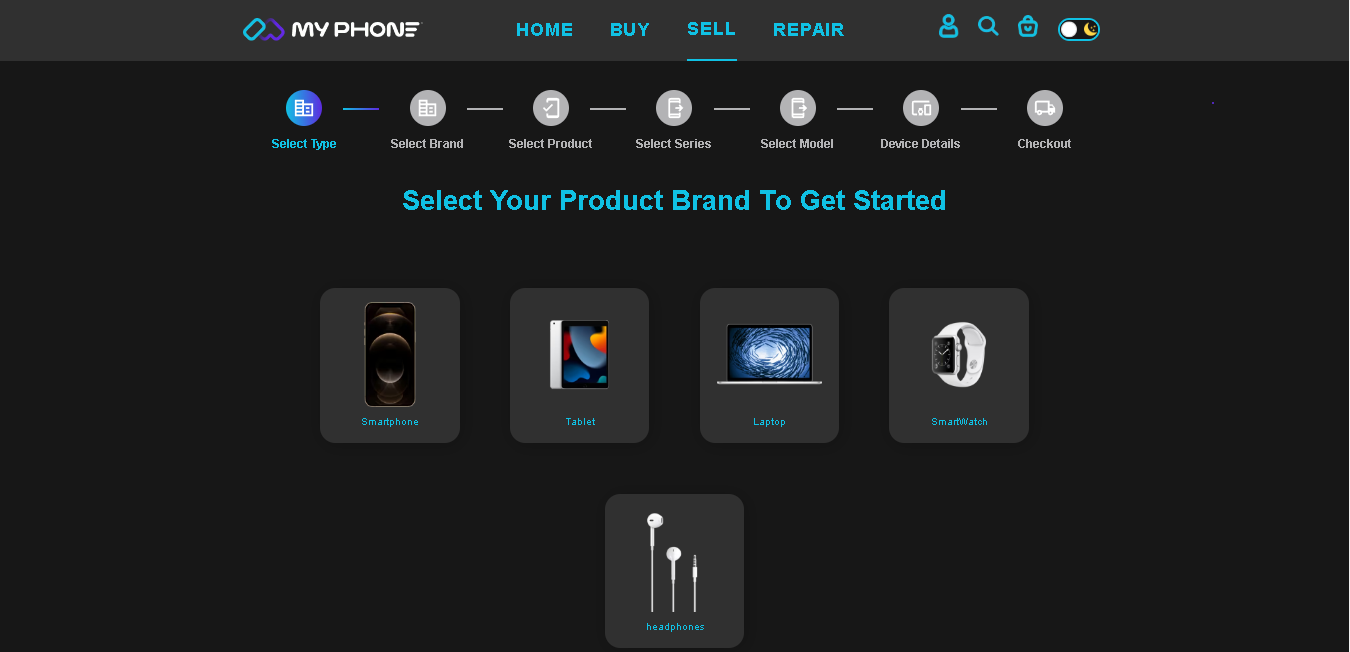 MY PHONE HOME BUY SELL REPAIR
Select Type Select Brand Select Product Select Series Select Model Device Details Checkout
Select Your Product Brand To Get Started
Smartphone Tablet Laptop SmartWatch
headphones